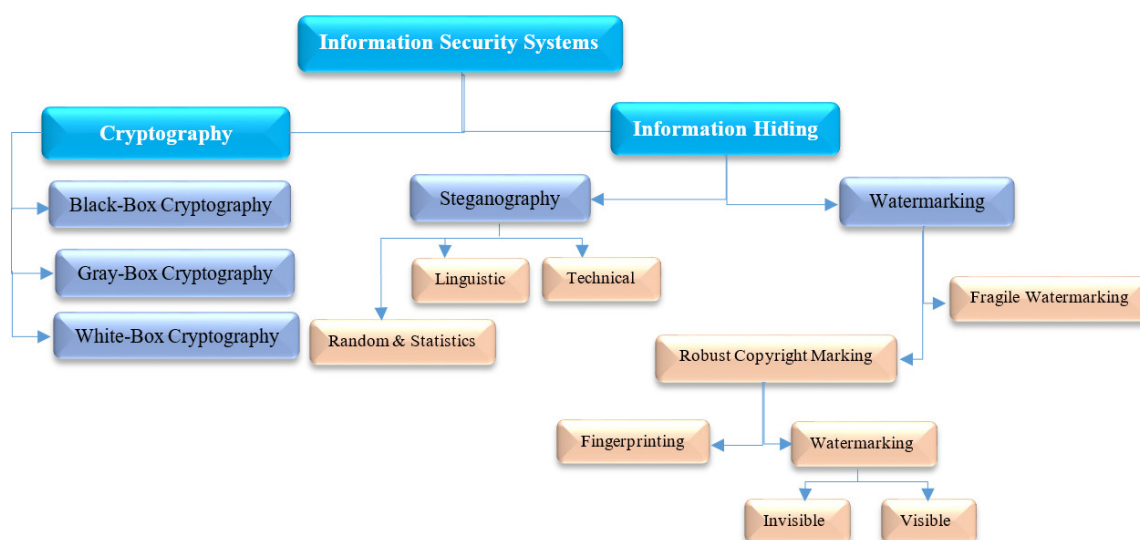 Information Security Systems
Cryptography
Information Hiding
Black-Box Cryptography
Steganography
Watermarking
Gray-Box Cryptography
Linguistic
Technical
Fragile Watermarking
White-Box Cryptography
Random & Statistics
Robust Copyright Marking
Fingerprinting
Watermarking
Invisible
Visible